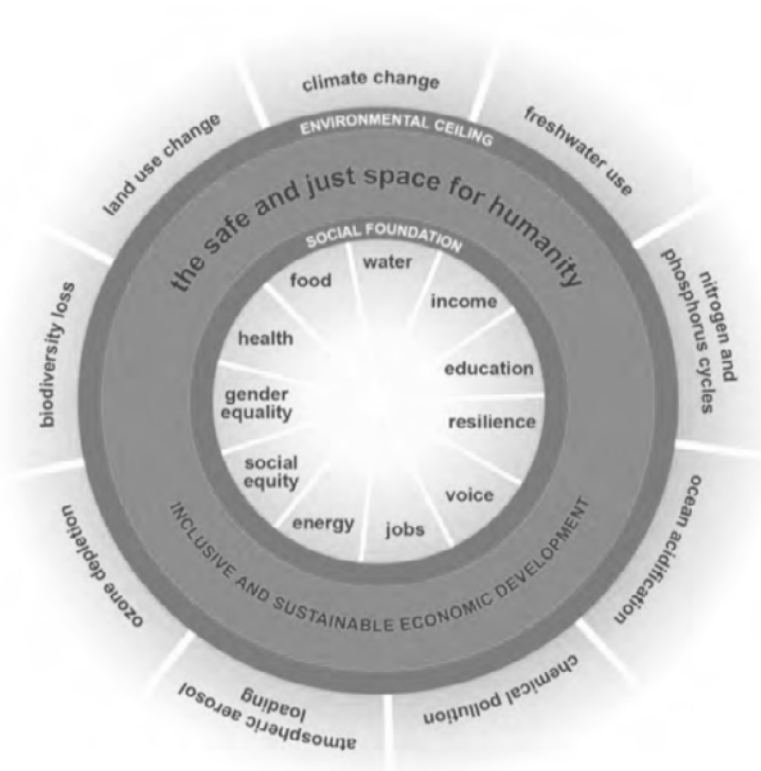 climate change
freshwater use
nitrogen and
phosphorus cycles
ocean acidification
chemical pollution
atmospheric aerosol
loading
ozone depletion
biodiversity loss
land use change
ENVIRONMENTAL CEILING
the safe and just space for humanity
SOCIAL FOUNDATION
water
income
education
resilience
voice
jobs
energy
social
equity
gender
equality
health
food
INCLUSIVE AND SUSTAINABLE ECONOMIC DEVELOPMENT